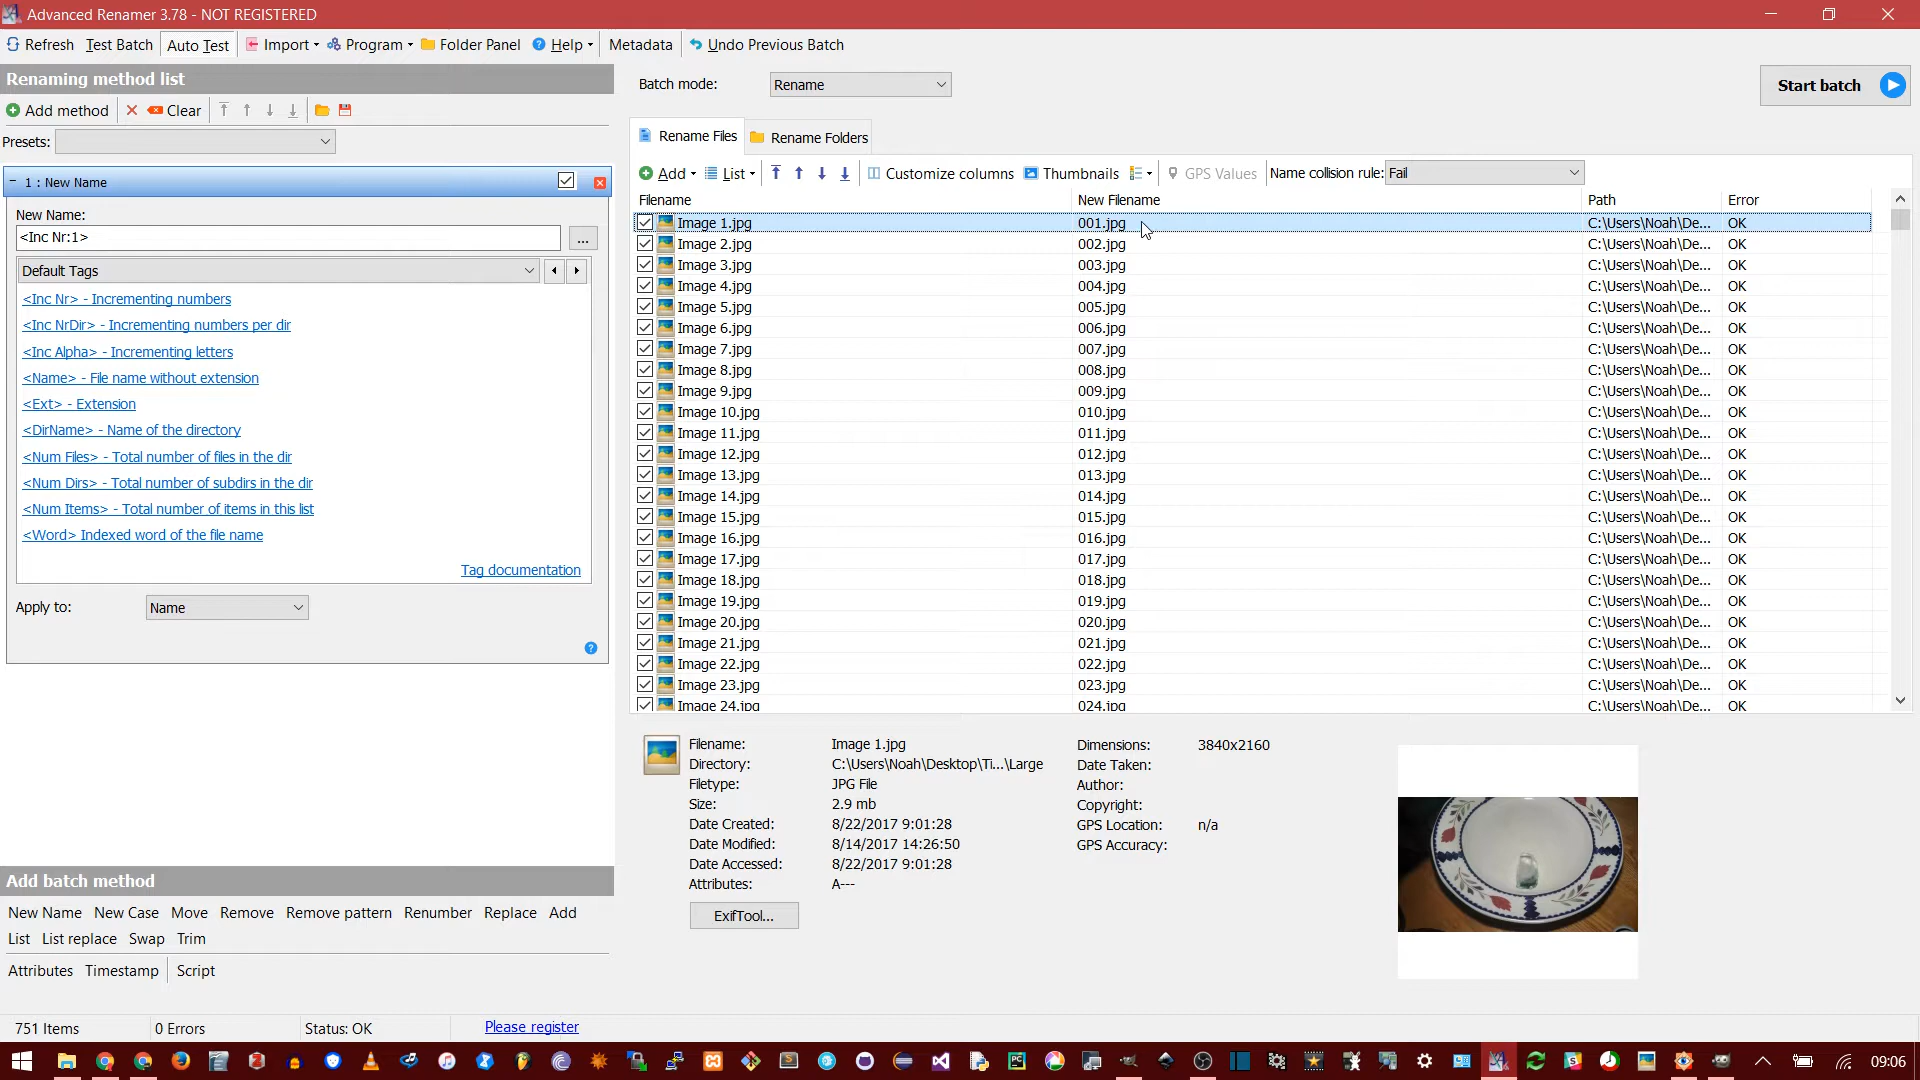 Advanced Renamer 3.78 - NOT REGISTERED
Refresh Test Batch Auto Test Import Program Folder Panel Help Metadata Undo Previous Batch
Renaming method list
Add method Clear
Presets:
1 : New Name
New Name:
<Inc Nr:1>
...
Default Tags
<Inc Nr> - Incrementing numbers
<Inc NrDir> - Incrementing numbers per dir
<Inc Alpha> - Incrementing letters
<Name> - File name without extension
<Ext> - Extension
<DirName> - Name of the directory
<Num Files> - Total number of files in the dir
<Num Dirs> - Total number of subdirs in the dir
<Num Items> - Total number of items in this list
<Word> Indexed word of the file name
Tag documentation
Apply to: Name
Add batch method
New Name New Case Move Remove Remove pattern Renumber Replace Add
List List replace Swap Trim
Attributes Timestamp Script
Batch mode: Rename
Start batch
Rename Files Rename Folders
Add List Customize columns Thumbnails GPS Values Name collision rule: Fail
Filename New Filename Path Error
Image 1.jpg 001.jpg C:\Users\Noah\De... OK
Image 2.jpg 002.jpg C:\Users\Noah\De... OK
Image 3.jpg 003.jpg C:\Users\Noah\De... OK
Image 4.jpg 004.jpg C:\Users\Noah\De... OK
Image 5.jpg 005.jpg C:\Users\Noah\De... OK
Image 6.jpg 006.jpg C:\Users\Noah\De... OK
Image 7.jpg 007.jpg C:\Users\Noah\De... OK
Image 8.jpg 008.jpg C:\Users\Noah\De... OK
Image 9.jpg 009.jpg C:\Users\Noah\De... OK
Image 10.jpg 010.jpg C:\Users\Noah\De... OK
Image 11.jpg 011.jpg C:\Users\Noah\De... OK
Image 12.jpg 012.jpg C:\Users\Noah\De... OK
Image 13.jpg 013.jpg C:\Users\Noah\De... OK
Image 14.jpg 014.jpg C:\Users\Noah\De... OK
Image 15.jpg 015.jpg C:\Users\Noah\De... OK
Image 16.jpg 016.jpg C:\Users\Noah\De... OK
Image 17.jpg 017.jpg C:\Users\Noah\De... OK
Image 18.jpg 018.jpg C:\Users\Noah\De... OK
Image 19.jpg 019.jpg C:\Users\Noah\De... OK
Image 20.jpg 020.jpg C:\Users\Noah\De... OK
Image 21.jpg 021.jpg C:\Users\Noah\De... OK
Image 22.jpg 022.jpg C:\Users\Noah\De... OK
Image 23.jpg 023.jpg C:\Users\Noah\De... OK
Image 24.jpg 024.jpg C:\Users\Noah\De... OK
Filename: Image 1.jpg
Directory: C:\Users\Noah\Desktop\Ti...\Large
Filetype: JPG File
Size: 2.9 mb
Date Created: 8/22/2017 9:01:28
Date Modified: 8/14/2017 14:26:50
Date Accessed: 8/22/2017 9:01:28
Attributes: A---
ExifTool...
Dimensions: 3840x2160
Date Taken:
Author:
Copyright:
GPS Location: n/a
GPS Accuracy:
751 Items 0 Errors Status: OK Please register
09:06